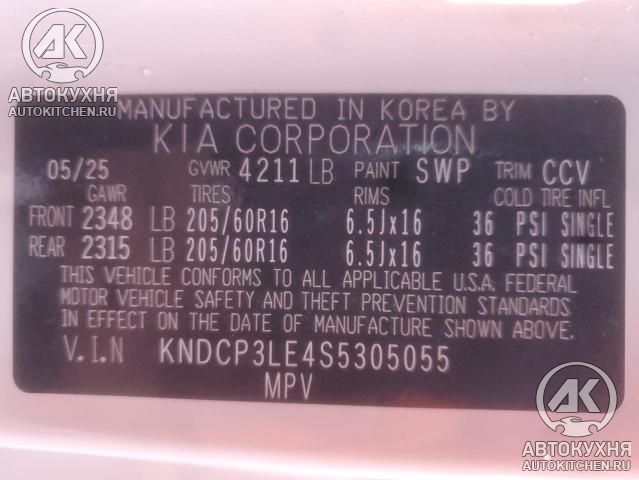 АК
АВТОКУХНЯ
AUTOKITCHEN.RU
MANUFACTURED IN KOREA BY
KIA CORPORATION
05/25 GVWR 4211 LB PAINT SWP TRIM CCV
GAWR TIRES RIMS COLD TIRE INFL
FRONT 2348 LB 205/60R16 6.5Jx16 36 PSI SINGLE
REAR 2315 LB 205/60R16 6.5Jx16 36 PSI SINGLE
THIS VEHICLE CONFORMS TO ALL APPLICABLE U.S.A. FEDERAL
MOTOR VEHICLE SAFETY AND THEFT PREVENTION STANDARDS
IN EFFECT ON THE DATE OF MANUFACTURE SHOWN ABOVE.
V.I.N KNDCP3LE4S5305055
MPV
АК
АВТОКУХНЯ
AUTOKITCHEN.RU